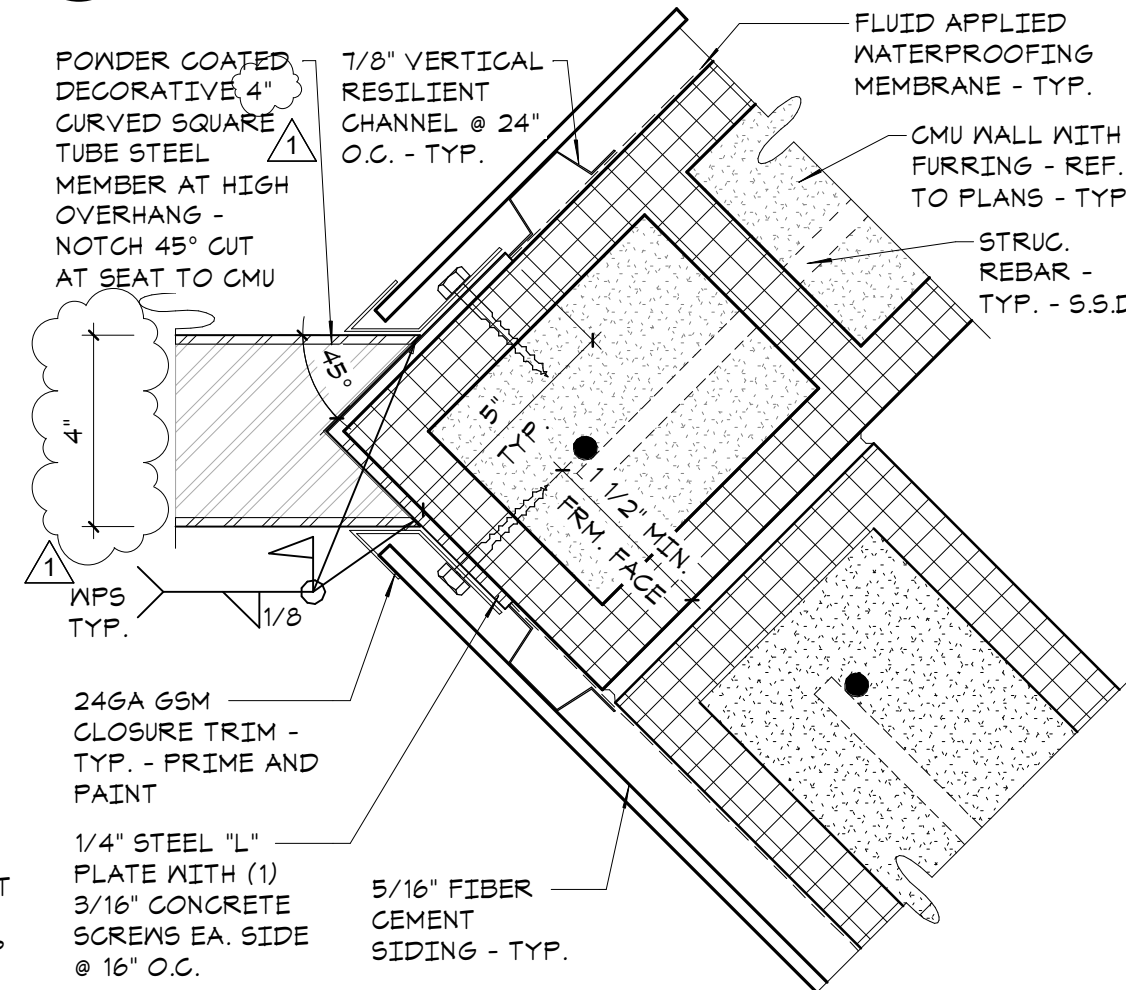 POWDER COATED
DECORATIVE 4"
CURVED SQUARE
TUBE STEEL
MEMBER AT HIGH
OVERHANG -
NOTCH 45° CUT
AT SEAT TO CMU
1
7/8" VERTICAL
RESILIENT
CHANNEL @ 24"
O.C. - TYP.
FLUID APPLIED
WATERPROOFING
MEMBRANE - TYP.
CMU WALL WITH
FURRING - REF.
TO PLANS - TYP
STRUC.
REBAR -
TYP. - S.S.D
45°
4"
5"
TYP.
1 1/2" MIN.
FRM. FACE
1
WPS
TYP.
1/8
24GA GSM
CLOSURE TRIM -
TYP. - PRIME AND
PAINT
1/4" STEEL "L"
PLATE WITH (1)
3/16" CONCRETE
SCREWS EA. SIDE
@ 16" O.C.
5/16" FIBER
CEMENT
SIDING - TYP.
T